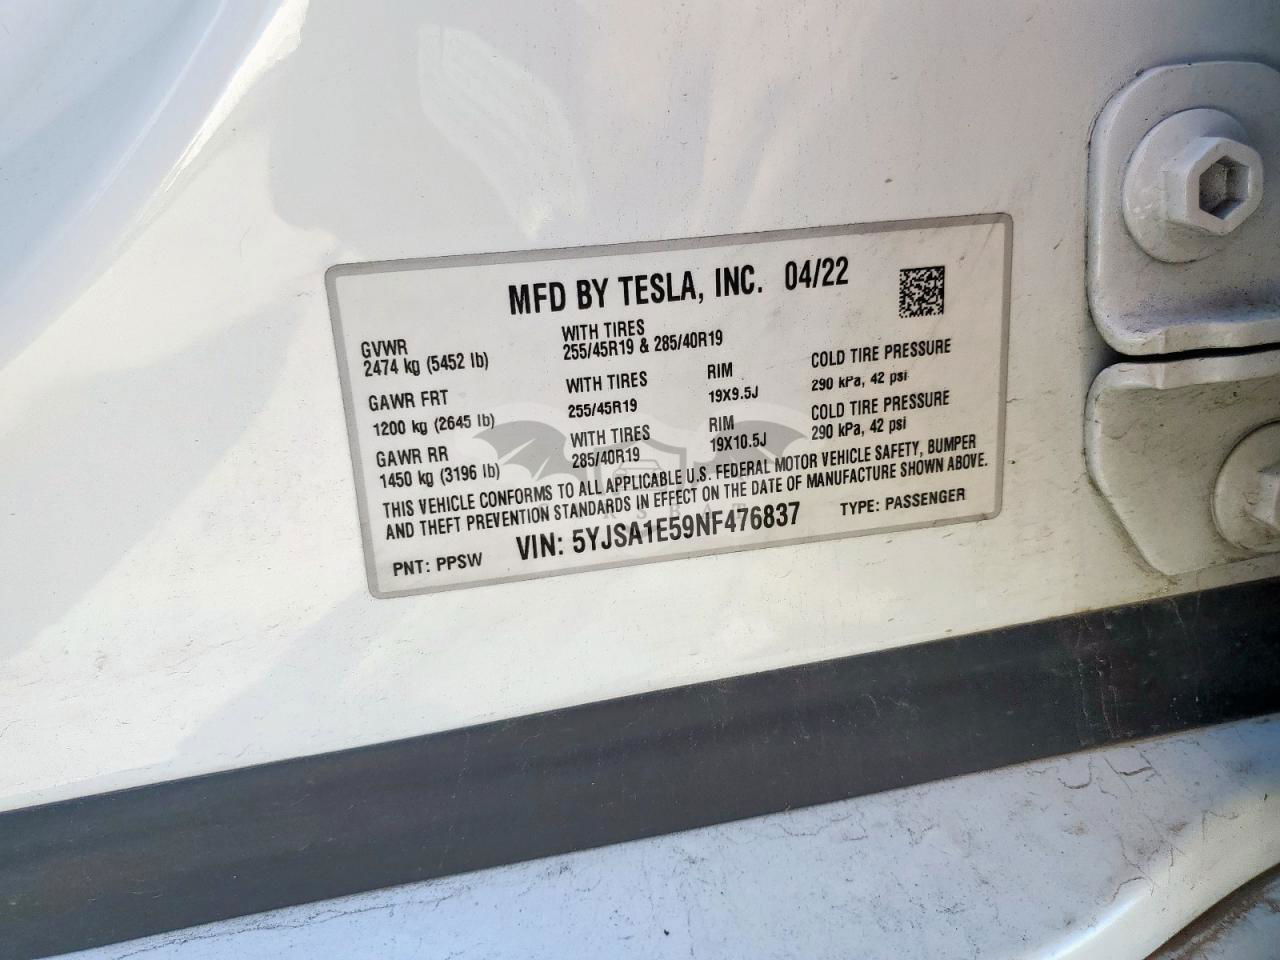 MFD BY TESLA, INC. 04/22
GVWR
2474 kg (5452 lb)
WITH TIRES
255/45R19 & 285/40R19
GAWR FRT
1200 kg (2645 lb)
WITH TIRES
255/45R19
RIM
19X9.5J
COLD TIRE PRESSURE
290 kPa, 42 psi
GAWR RR
1450 kg (3196 lb)
WITH TIRES
285/40R19
RIM
19X10.5J
COLD TIRE PRESSURE
290 kPa, 42 psi
THIS VEHICLE CONFORMS TO ALL APPLICABLE U.S. FEDERAL MOTOR VEHICLE SAFETY, BUMPER
AND THEFT PREVENTION STANDARDS IN EFFECT ON THE DATE OF MANUFACTURE SHOWN ABOVE.
PNT: PPSW
VIN: 5YJSA1E59NF476837
TYPE: PASSENGER